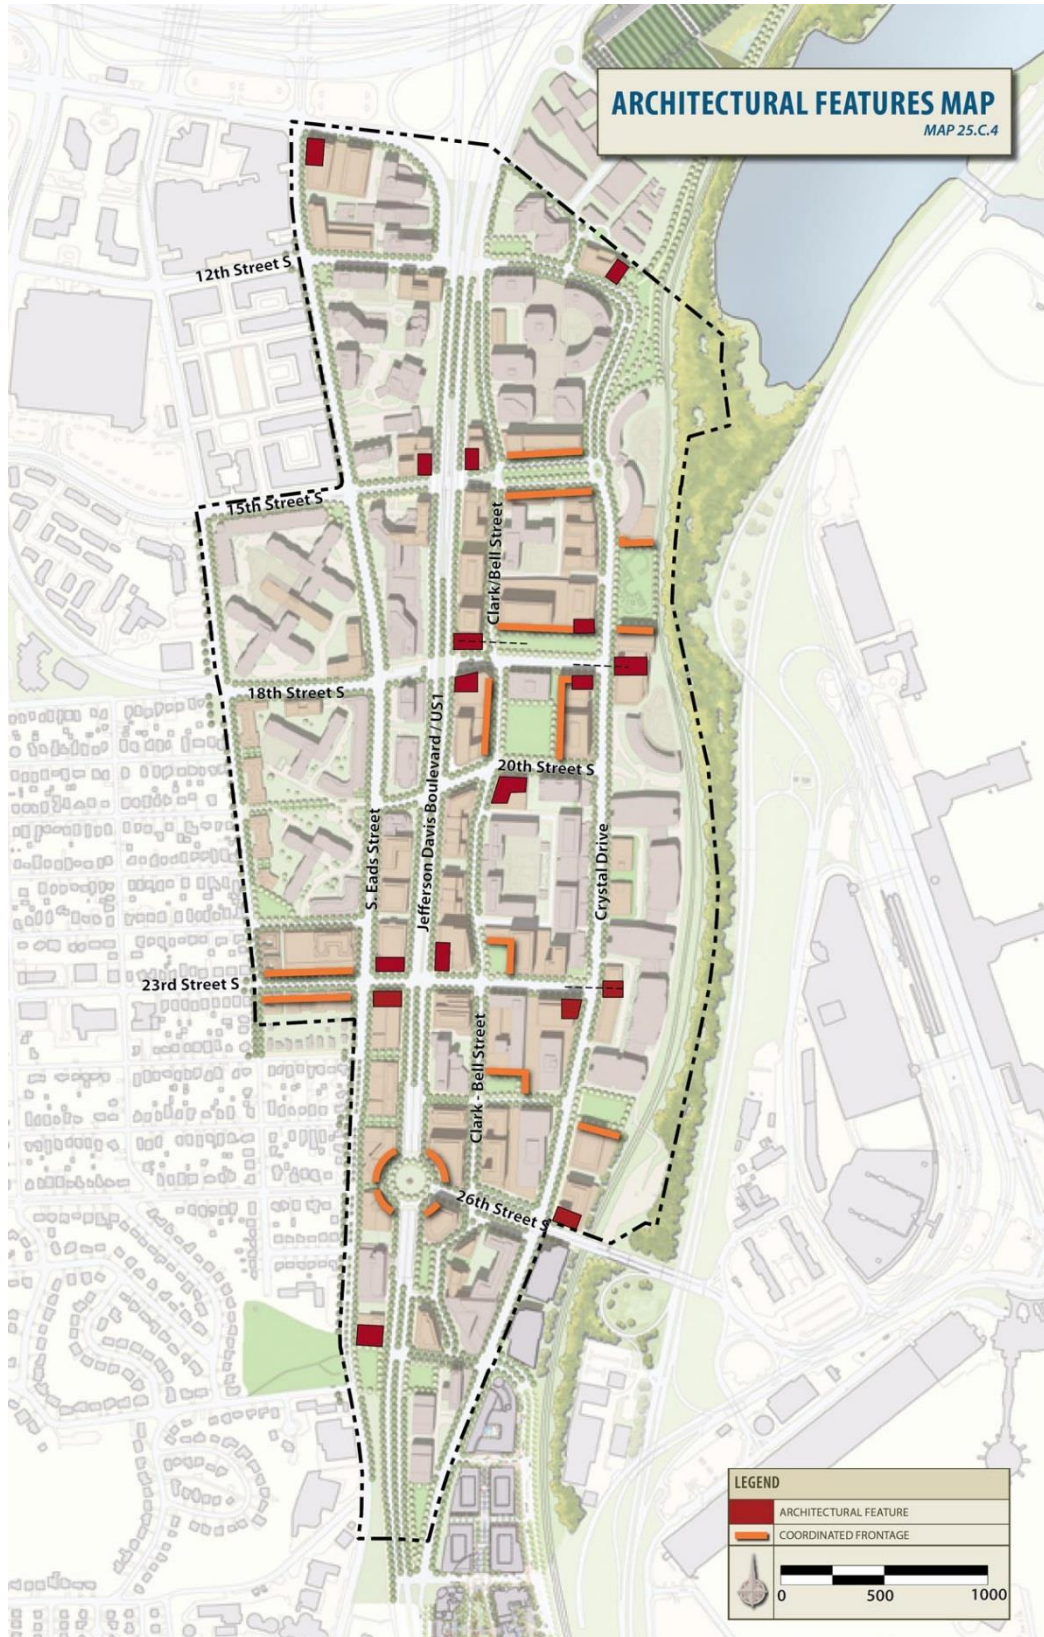 ARCHITECTURAL FEATURES MAP
MAP 25.C.4
12th Street S
15th Street S
Clark/Bell Street
18th Street S
Jefferson Davis Boulevard / US1
20th Street S
S. Eads Street
Crystal Drive
23rd Street S
Clark - Bell Street
26th Street S
LEGEND
ARCHITECTURAL FEATURE
COORDINATED FRONTAGE
0 500 1000